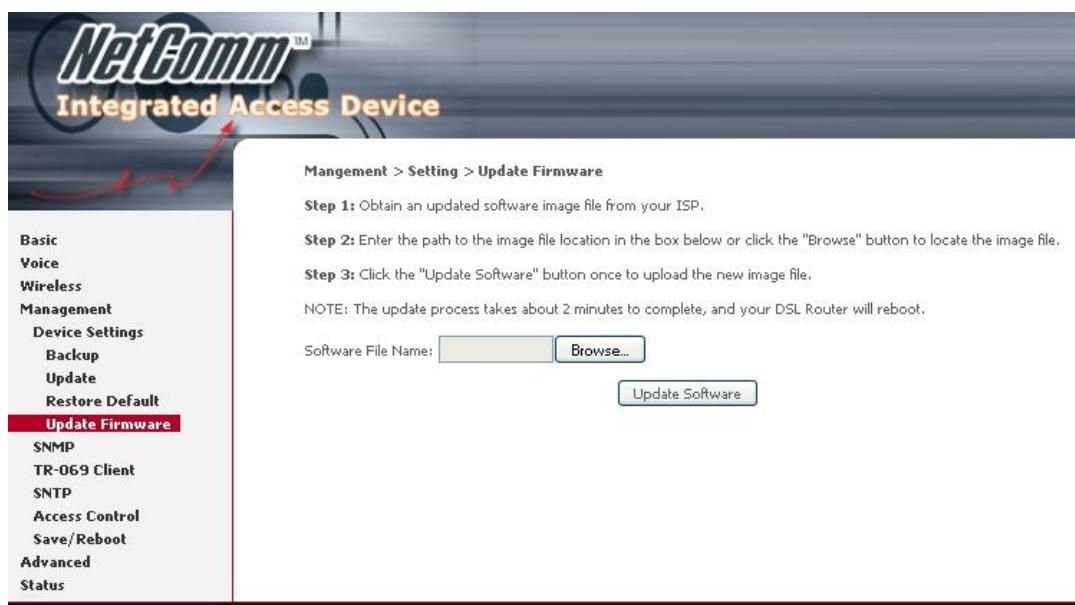 NetComm™
Integrated Access Device
Mangement > Setting > Update Firmware
Step 1: Obtain an updated software image file from your ISP.
Step 2: Enter the path to the image file location in the box below or click the "Browse" button to locate the image file.
Step 3: Click the "Update Software" button once to upload the new image file.
NOTE: The update process takes about 2 minutes to complete, and your DSL Router will reboot.
Software File Name: Browse...
Update Software
Basic
Voice
Wireless
Management
Device Settings
Backup
Update
Restore Default
Update Firmware
SNMP
TR-069 Client
SNTP
Access Control
Save/Reboot
Advanced
Status